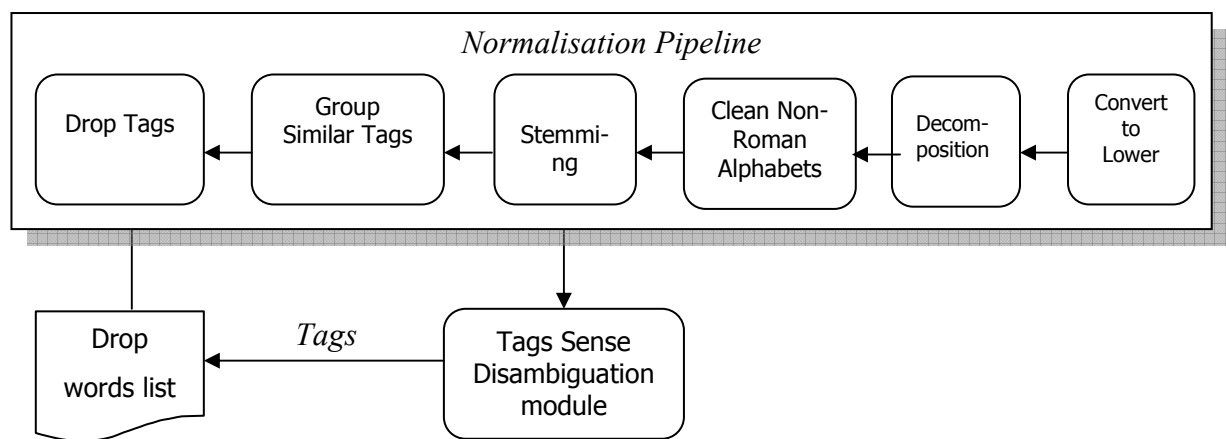 Normalisation Pipeline
Drop Tags
Group
Similar Tags
Stemmi-
ng
Clean Non-
Roman
Alphabets
Decom-
position
Convert
to
Lower
Drop
words list
Tags
Tags Sense
Disambiguation
module